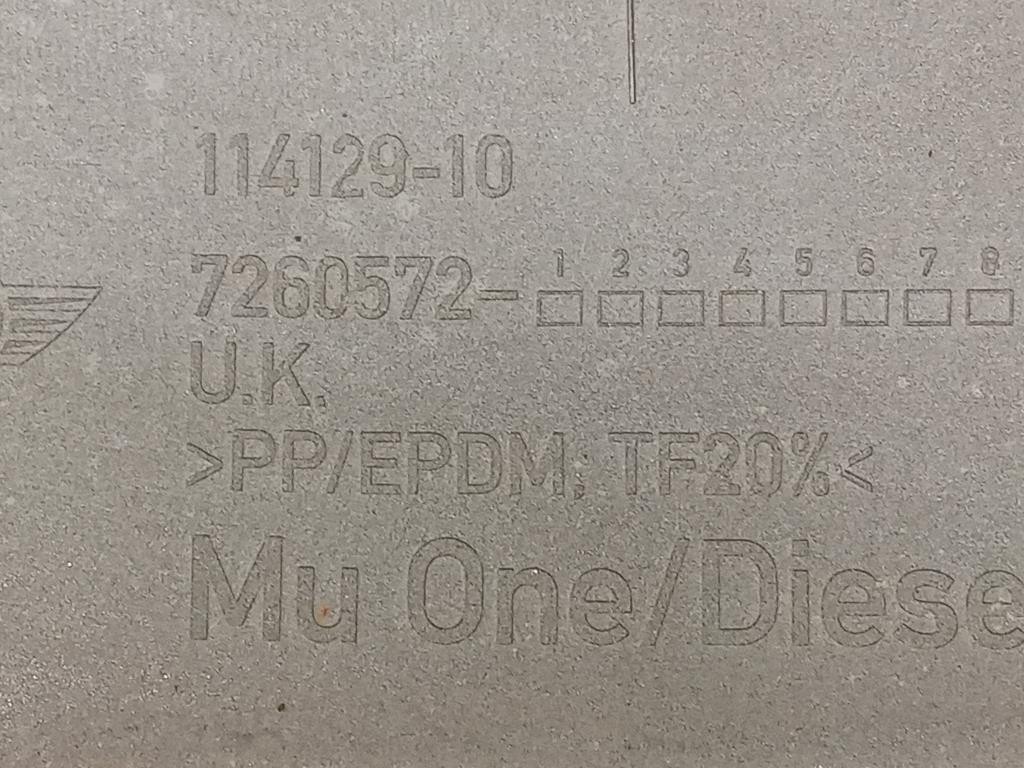 114129-10
1 2 3 4 5 6 7 8
7260572-
U.K.
>PP/EPDM, TF20%<
Mu One/Diese